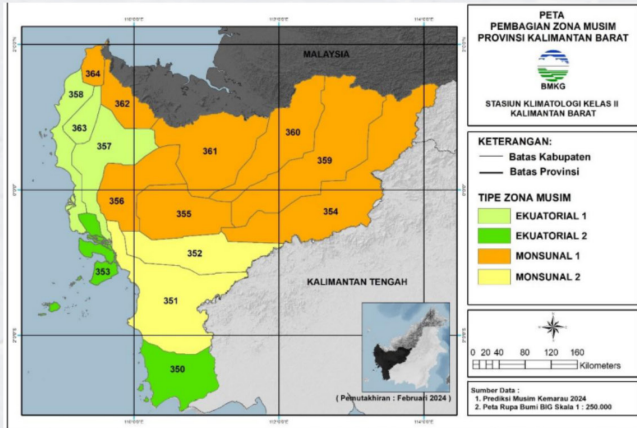 PETA
PEMBAGIAN ZONA MUSIM
PROVINSI KALIMANTAN BARAT
BMKG
STASIUN KLIMATOLOGI KELAS II
KALIMANTAN BARAT
KETERANGAN:
Batas Kabupaten
Batas Provinsi
TIPE ZONA MUSIM
EKUATORIAL 1
EKUATORIAL 2
MONSUNAL 1
MONSUNAL 2
0 20 40 80 120 160
Kilometers
Sumber Data :
1. Prediksi Musim Kemarau 2024
2. Peta Rupa Bumi BIG Skala 1 : 250.000
MALAYSIA
364
358
362
363
357
361
360
359
356
355
354
352
353
351
KALIMANTAN TENGAH
350
( Pemutakhiran : Februari 2024 )